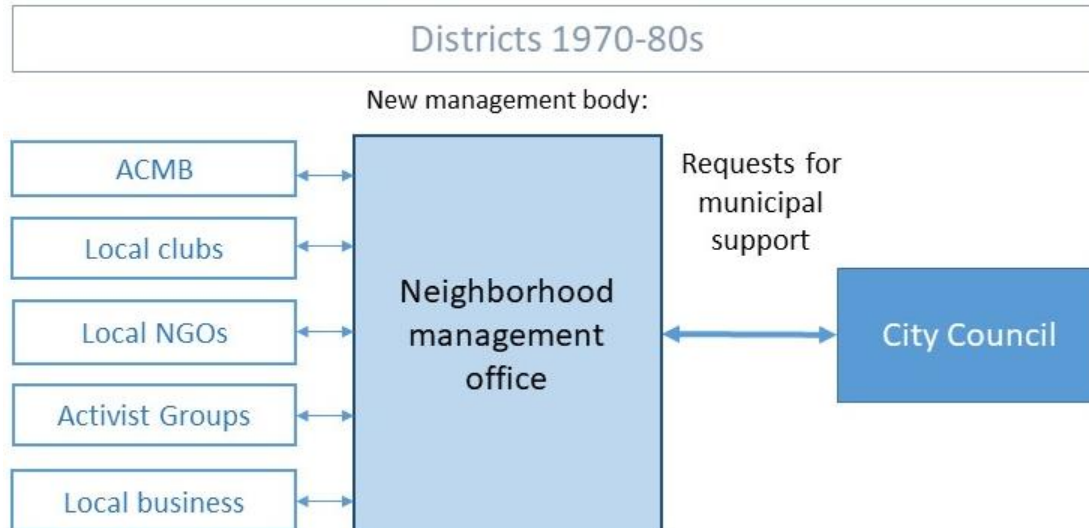 Districts 1970-80s
New management body:
ACMB
Local clubs
Local NGOs
Activist Groups
Local business
Neighborhood
management
office
Requests for
municipal
support
City Council